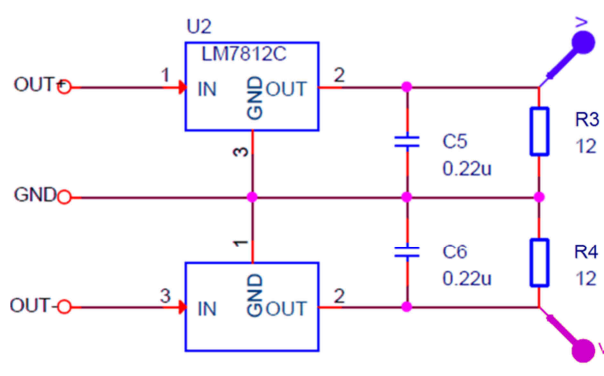 U2
LM7812C
V
OUT+ 1 IN GND OUT 2
R3
12
C5
0.22u
3
GND
1
C6
0.22u
R4
12
OUT- 3 IN GND OUT 2
V